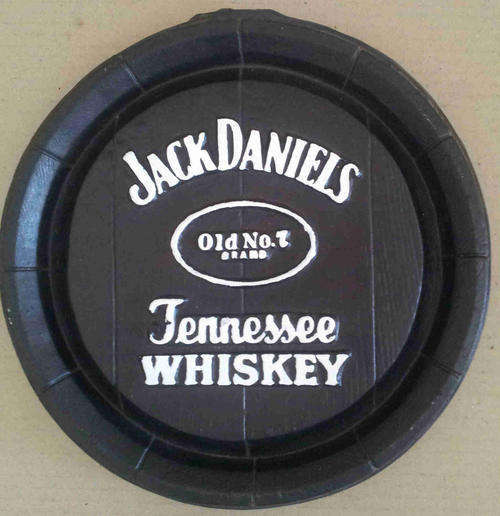 JACK DANIELS
Old No.7
BRAND
Tennessee
WHISKEY